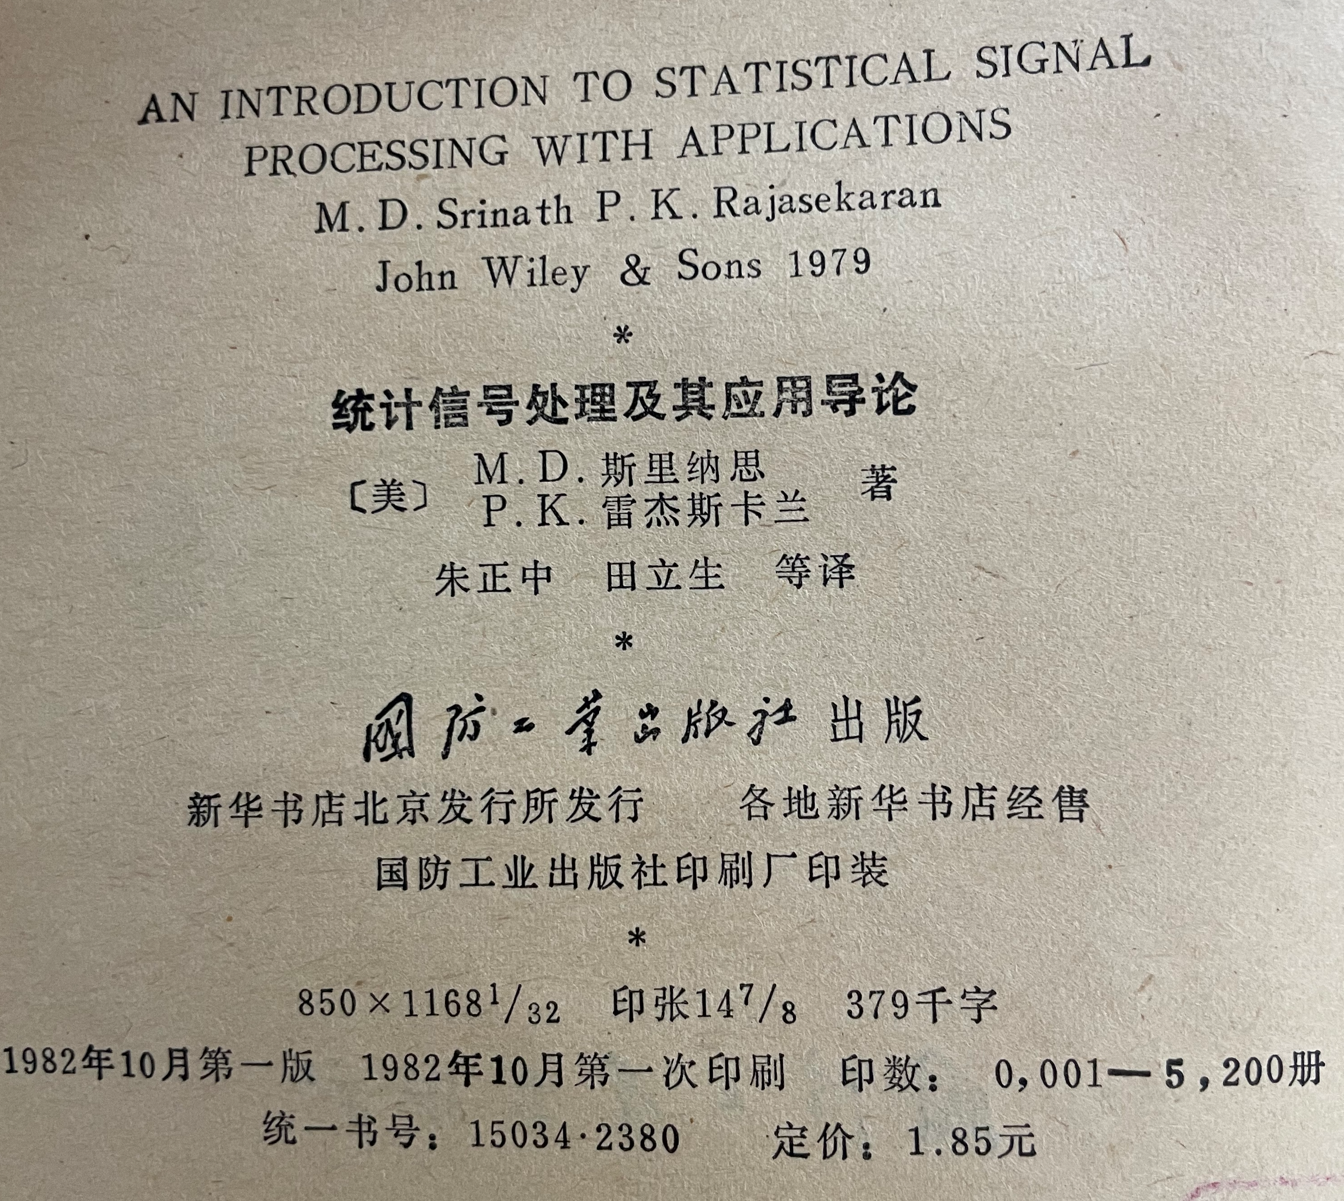 AN INTRODUCTION TO STATISTICAL SIGNAL
PROCESSING WITH APPLICATIONS
M.D.Srinath P.K.Rajasekaran
John Wiley & Sons 1979
*
统计信号处理及其应用导论
〔美〕 M.D.斯里纳思
P.K.雷杰斯卡兰 著
朱正中 田立生 等译
*
國防工業出版社 出版
新华书店北京发行所发行 各地新华书店经售
国防工业出版社印刷厂印装
*
850×1168 1/32 印张14 7/8 379千字
1982年10月第一版 1982年10月第一次印刷 印数：0,001—5,200册
统一书号：15034·2380 定价：1.85元